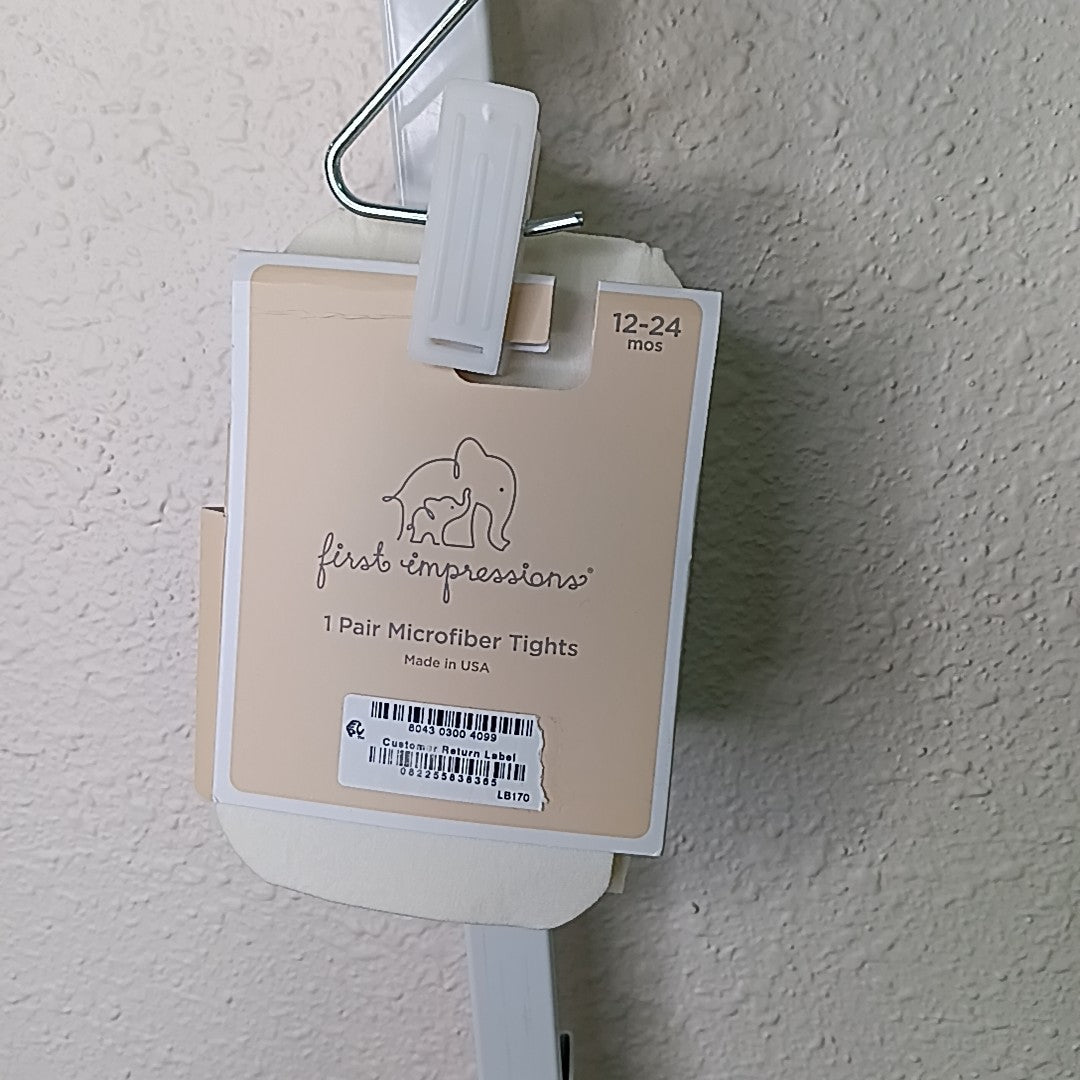 12-24
mos
first impressions®
1 Pair Microfiber Tights
Made in USA
8043 0300 4099
Customer Return Label
082255838365
LB170